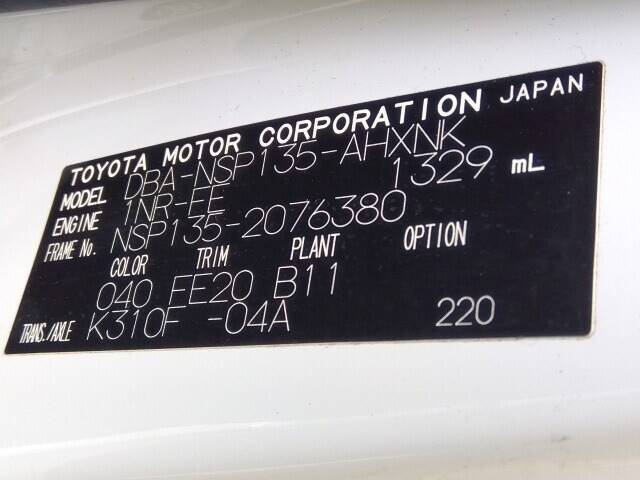 TOYOTA MOTOR CORPORATION JAPAN
MODEL DBA-NSP135-AHXNK
ENGINE 1NR-EE 1329 mL
FRAME No. NSP135-2076380
COLOR TRIM PLANT OPTION
040 FE20 B11
TRANS./AXLE K310F -04A 220